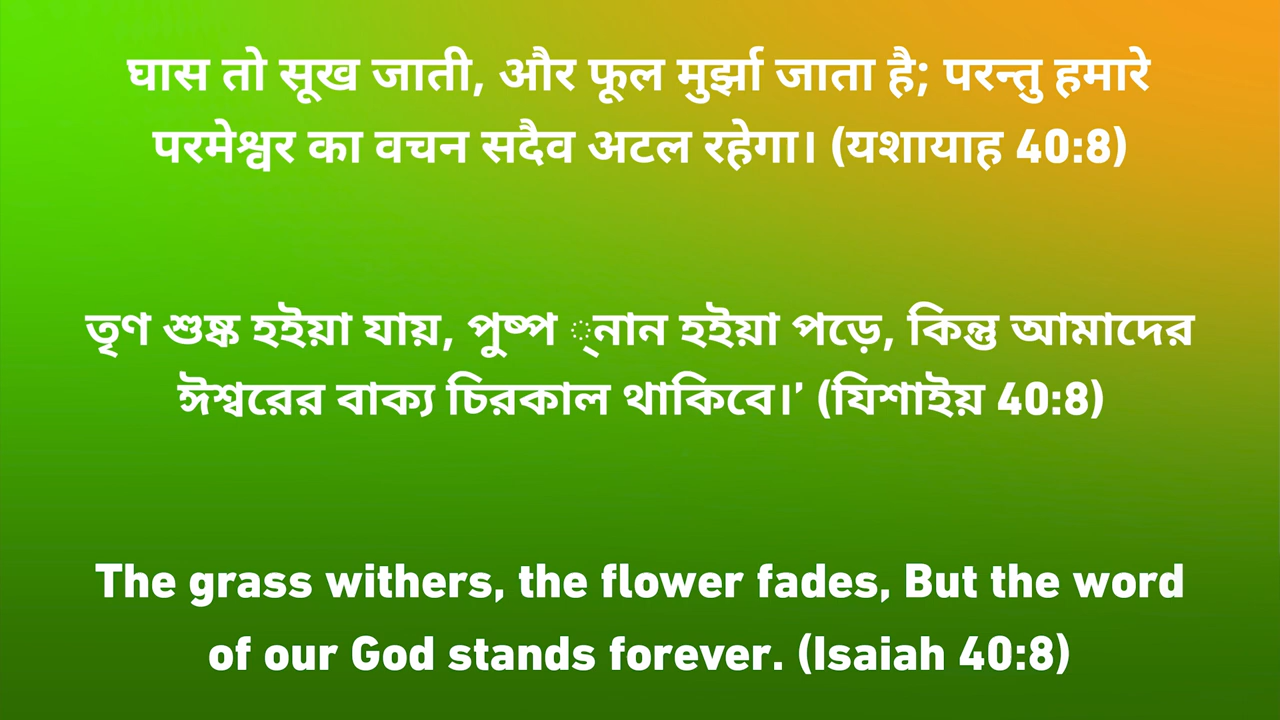 घास तो सूख जाती, और फूल मुर्झा जाता है; परन्तु हमारे
परमेश्वर का वचन सदैव अटल रहेगा। (यशायाह 40:8)
তৃণ শুষ্ক হইয়া যায়, পুষ্প ্নান হইয়া পড়ে, কিন্তু আমাদের
ঈশ্বরের বাক্য চিরকাল থাকিবে।’ (যিশাইয় 40:8)
The grass withers, the flower fades, But the word
of our God stands forever. (Isaiah 40:8)